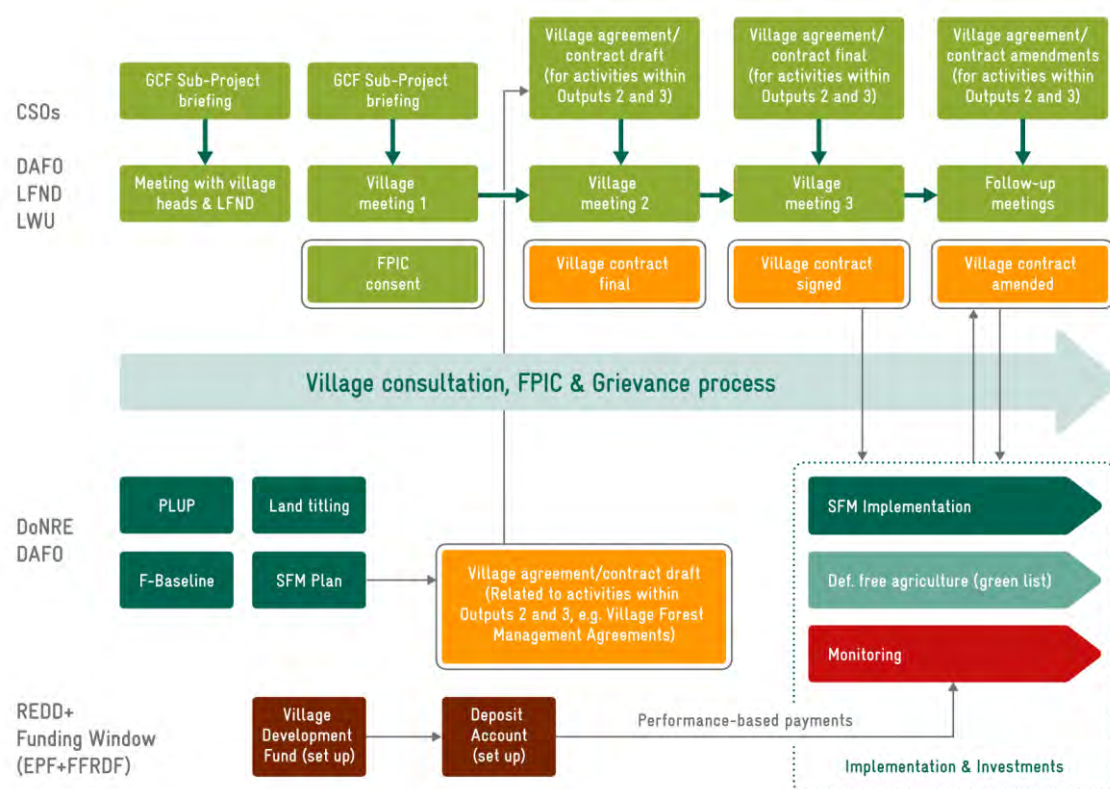 CSOs
DAFO
LFND
LWU
GCF Sub-Project
briefing
GCF Sub-Project
briefing
Village agreement/
contract draft
(for activities within
Outputs 2 and 3)
Village agreement/
contract final
(for activities within
Outputs 2 and 3)
Village agreement/
contract amendments
(for activities within
Outputs 2 and 3)
Meeting with village
heads & LFND
Village
meeting 1
Village
meeting 2
Village
meeting 3
Follow-up
meetings
FPIC
consent
Village contract
final
Village contract
signed
Village contract
amended
Village consultation, FPIC & Grievance process
DoNRE
DAFO
PLUP
Land titling
F-Baseline
SFM Plan
Village agreement/contract draft
(Related to activities within
Outputs 2 and 3, e.g. Village Forest
Management Agreements)
SFM Implementation
Def. free agriculture (green list)
Monitoring
REDD+
Funding Window
(EPF+FFRDF)
Village
Development
Fund (set up)
Deposit
Account
(set up)
Performance-based payments
Implementation & Investments